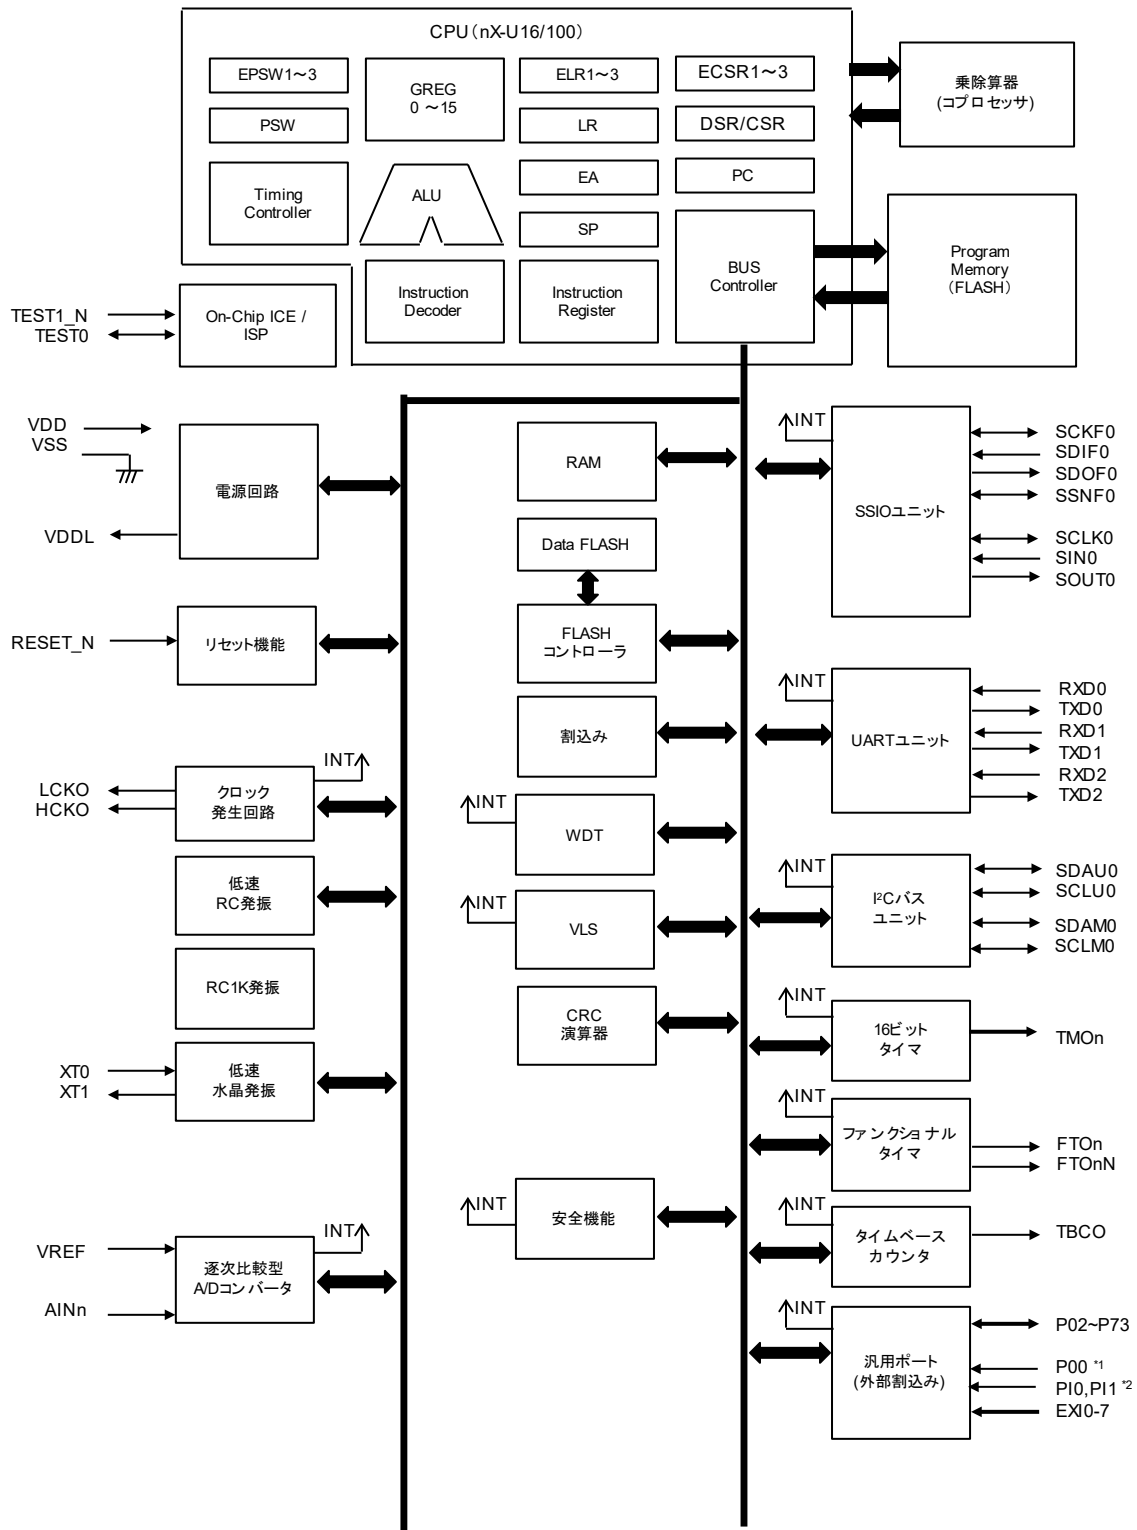 CPU(nX-U16/100)
EPSW1～3
GREG
0 ～15
ELR1～3
ECSR1～3
乗除算器
(コプロセッサ)
PSW
LR
DSR/CSR
Timing
Controller
ALU
EA
PC
SP
BUS
Controller
Program
Memory
(FLASH)
Instruction
Decoder
Instruction
Register
TEST1_N
TEST0
On-Chip ICE /
ISP
VDD
VSS
電源回路
VDDL
RESET_N
リセット機能
INT
LCKO
HCKO
クロック
発生回路
低速
RC発振
RC1K発振
XT0
XT1
低速
水晶発振
INT
VREF
AINn
逐次比較型
A/Dコンバータ
RAM
Data FLASH
FLASH
コントローラ
割込み
INT
WDT
INT
VLS
CRC
演算器
INT
安全機能
INT
SSIOユニット
SCKF0
SDIF0
SDOF0
SSNF0
SCLK0
SIN0
SOUT0
INT
UARTユニット
RXD0
TXD0
RXD1
TXD1
RXD2
TXD2
INT
I²Cバス
ユニット
SDAU0
SCLU0
SDAM0
SCLM0
INT
16ビット
タイマ
TMOn
INT
ファンクショナル
タイマ
FTOn
FTOnN
INT
タイムベース
カウンタ
TBCO
INT
汎用ポート
(外部割込み)
P02~P73
P00 *1
PI0,PI1 *2
EXI0-7